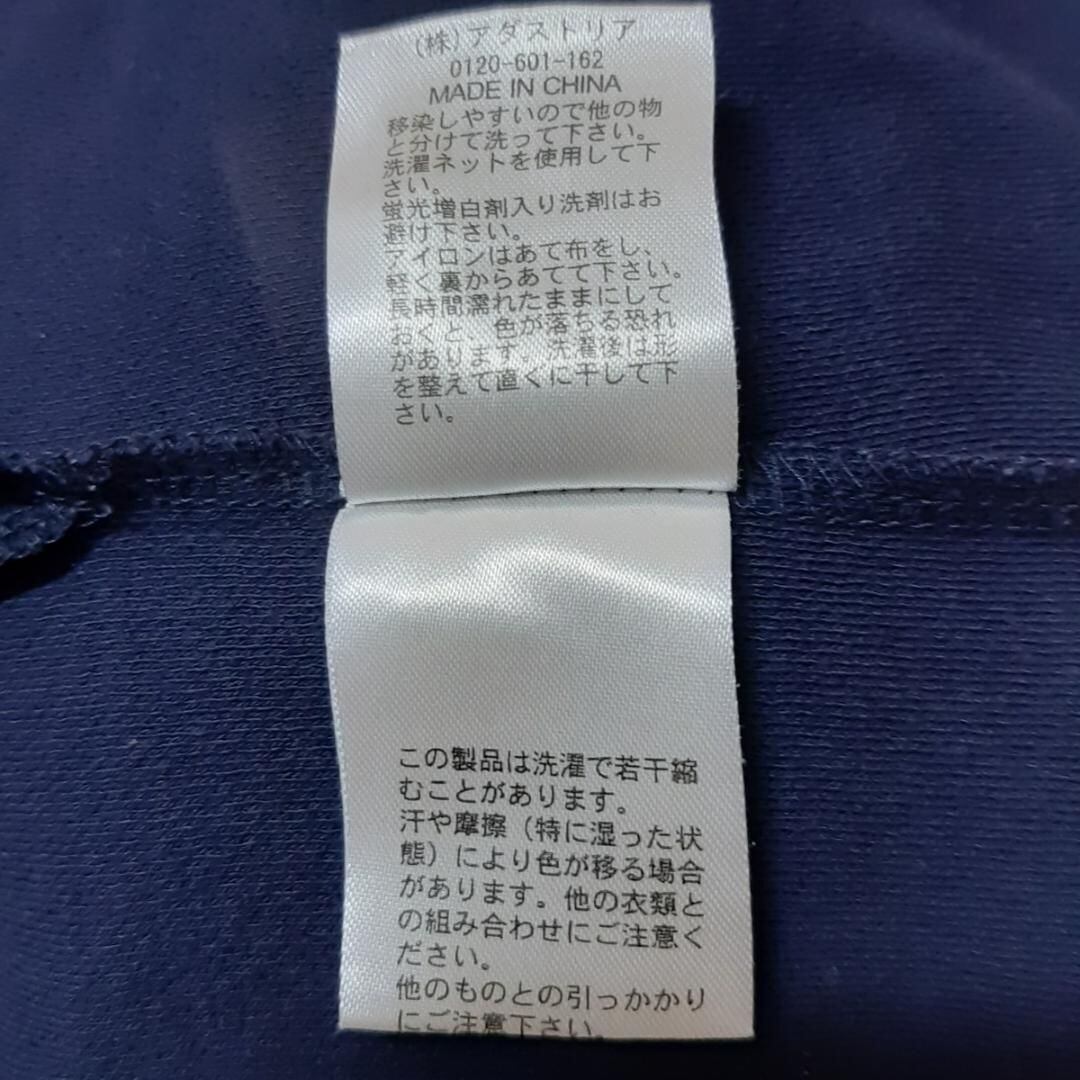 (株)アダストリア
0120-601-162
MADE IN CHINA
移染しやすいので他の物
と分けて洗って下さい。
洗濯ネットを使用して下
さい。
蛍光増白剤入り洗剤はお
避け下さい。
アイロンはあて布をし、
軽く裏からあてて下さい。
長時間濡れたままにして
おくと、色が落ちる恐れ
があります。洗濯後は形
を整えて直ぐに干して下
さい。
この製品は洗濯で若干縮
むことがあります。
汗や摩擦(特に湿った状
態)により色が移る場合
があります。他の衣類と
の組み合わせにご注意く
ださい。
他のものとの引っかかり
にご注意下さい。